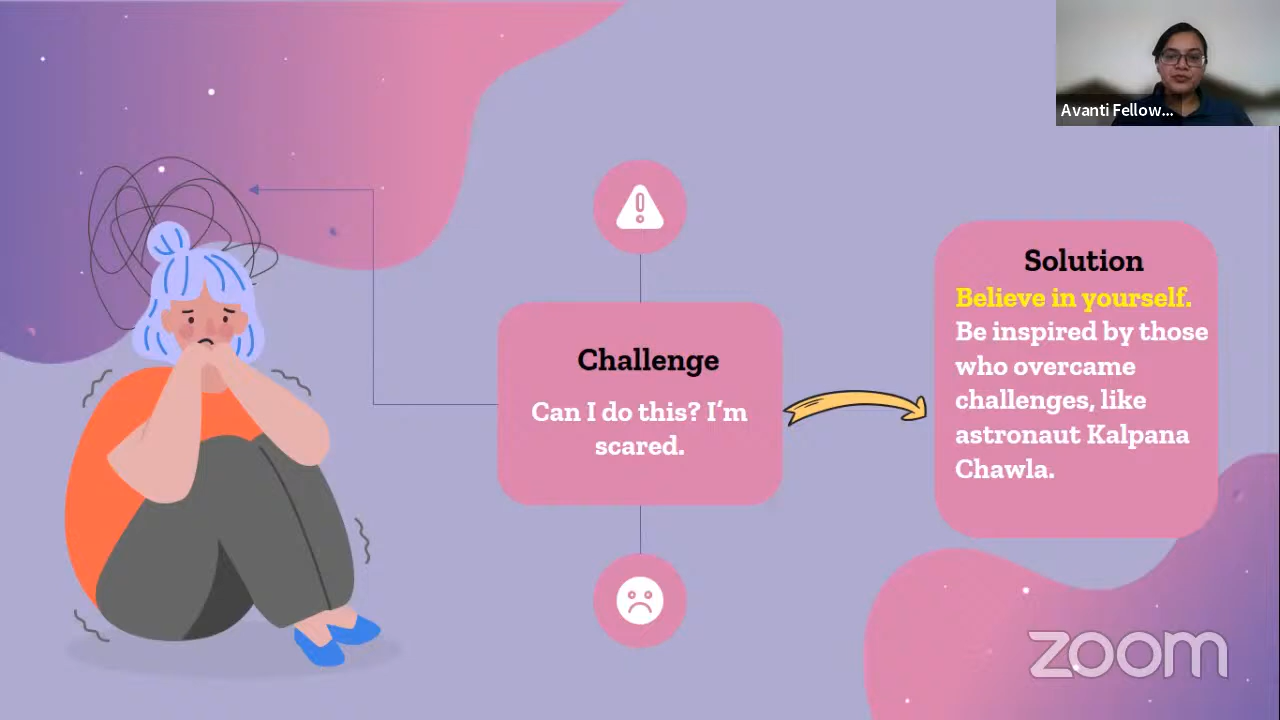 Avanti Fellow...
Challenge
Can I do this? I'm
scared.
Solution
Believe in yourself.
Be inspired by those
who overcame
challenges, like
astronaut Kalpana
Chawla.
zoom